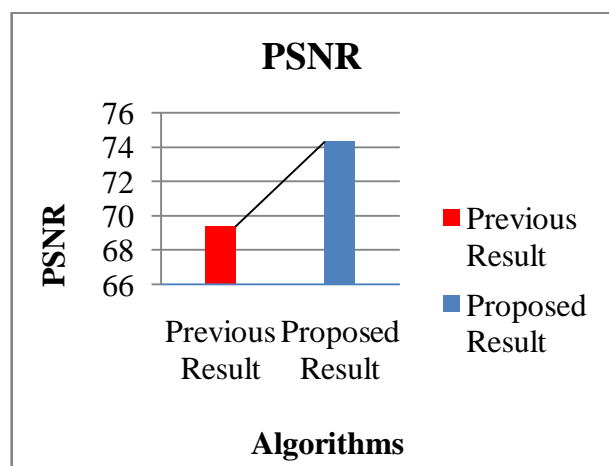 PSNR
76
74
72
70
68
66
PSNR
Previous Proposed
Result Result
Algorithms
Previous
Result
Proposed
Result